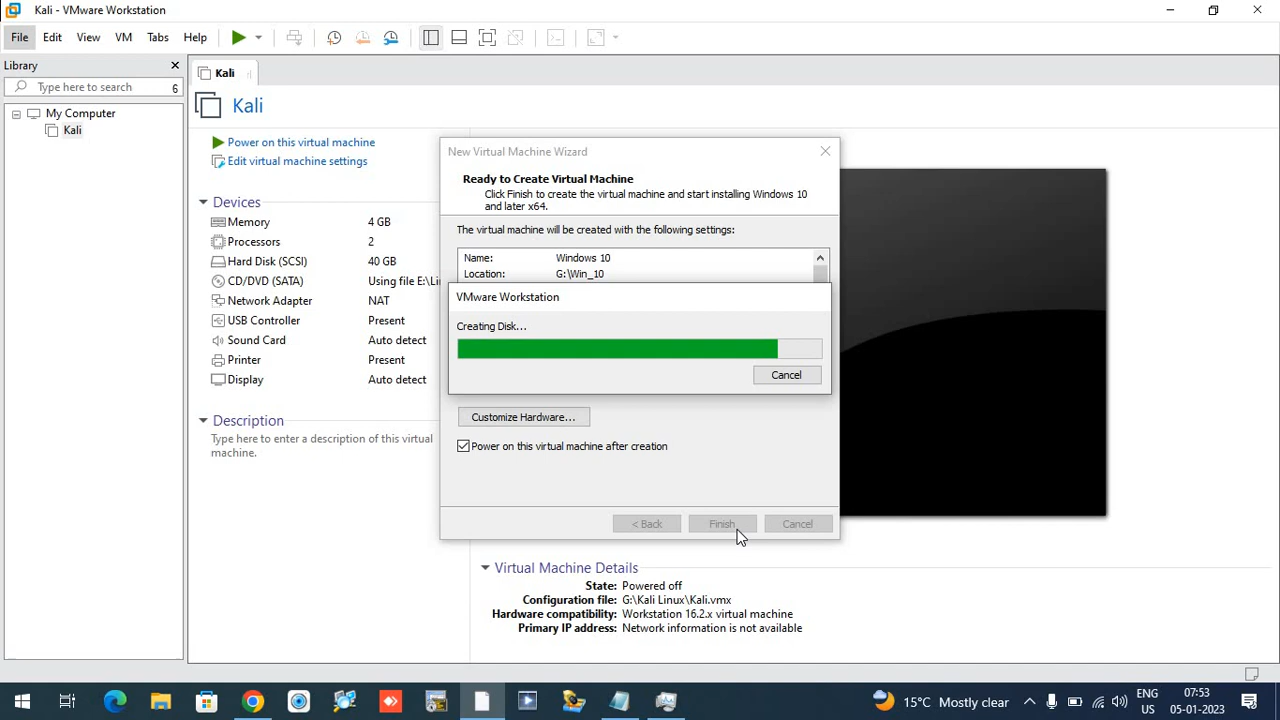 Kali - VMware Workstation
File Edit View VM Tabs Help
Library
Type here to search
6
My Computer
Kali
Kali
Kali
Power on this virtual machine
Edit virtual machine settings
Devices
Memory 4 GB
Processors 2
Hard Disk (SCSI) 40 GB
CD/DVD (SATA) Using file E:\Lin
Network Adapter NAT
USB Controller Present
Sound Card Auto detect
Printer Present
Display Auto detect
Description
Type here to enter a description of this virtual
machine.
New Virtual Machine Wizard
Ready to Create Virtual Machine
Click Finish to create the virtual machine and start installing Windows 10
and later x64.
The virtual machine will be created with the following settings:
Name: Windows 10
Location: G:\Win_10
VMware Workstation
Creating Disk...
Cancel
Customize Hardware...
Power on this virtual machine after creation
< Back Finish Cancel
Virtual Machine Details
State: Powered off
Configuration file: G:\Kali Linux\Kali.vmx
Hardware compatibility: Workstation 16.2.x virtual machine
Primary IP address: Network information is not available
15°C Mostly clear
ENG
US
07:53
05-01-2023